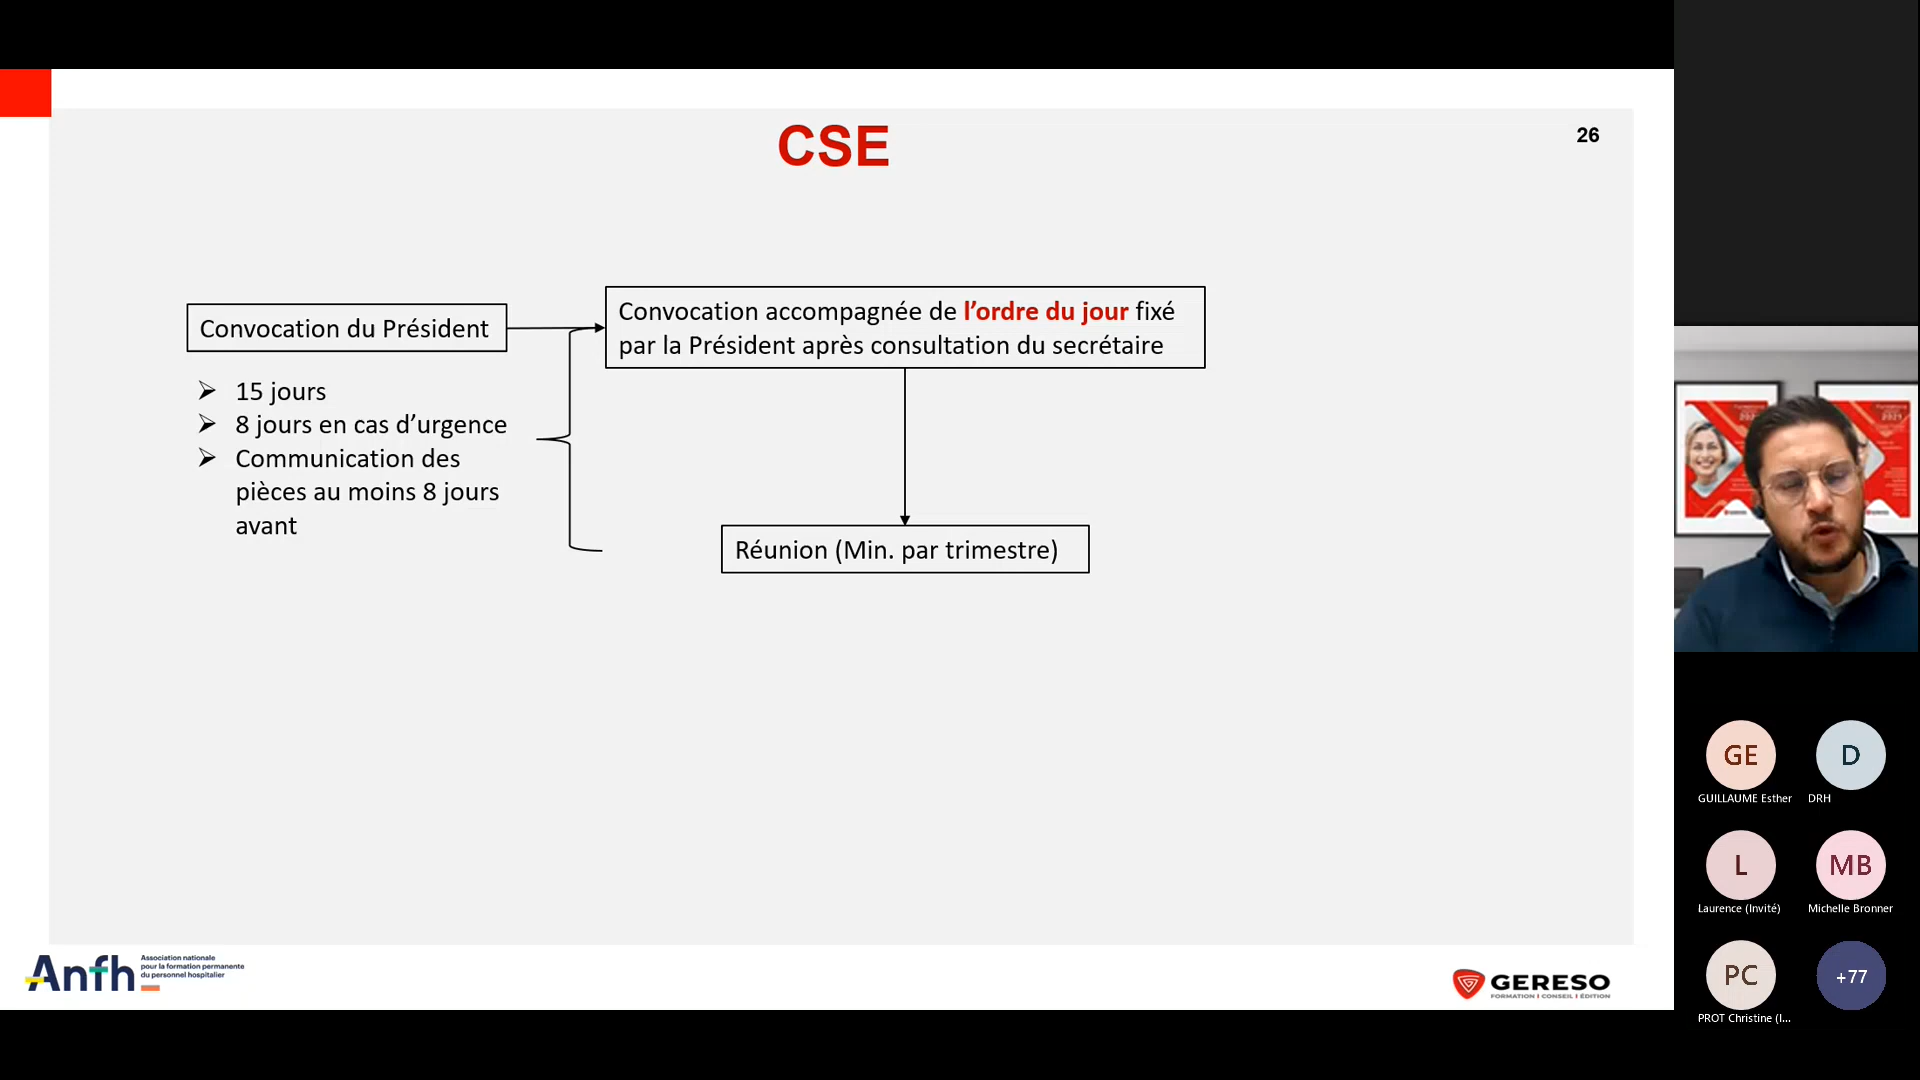 CSE
26
Convocation du Président
Convocation accompagnée de l’ordre du jour fixé
par la Président après consultation du secrétaire
15 jours
8 jours en cas d’urgence
Communication des
pièces au moins 8 jours
avant
Réunion (Min. par trimestre)
Anfh
Association nationale
pour la formation permanente
du personnel hospitalier
GERESO
FORMATION I CONSEIL I ÉDITION
GE
GUILLAUME Esther
D
DRH
L
Laurence (Invité)
MB
Michelle Bronner
PC
PROT Christine (I...
+77